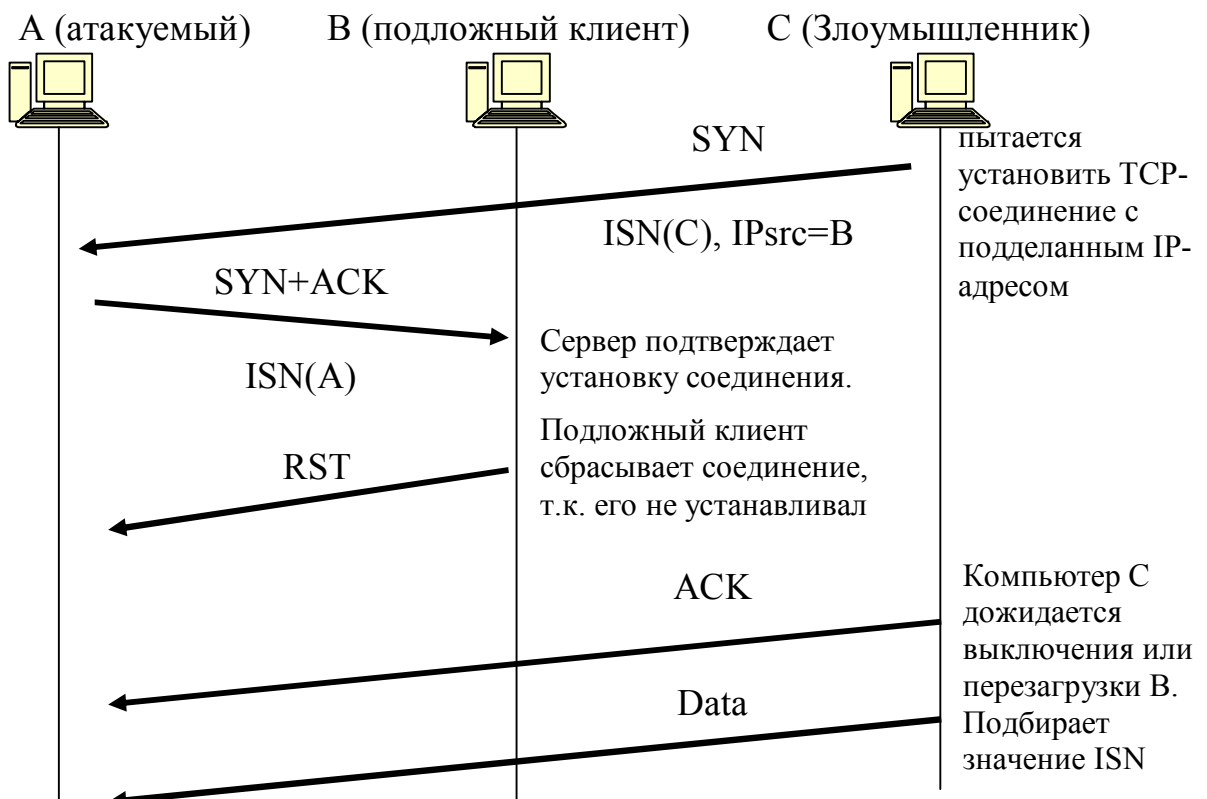 А (атакуемый)
В (подложный клиент)
С (Злоумышленник)
SYN
пытается
установить TCP-
соединение с
подделанным IP-
адресом
ISN(C), IPsrc=B
SYN+ACK
ISN(A)
Сервер подтверждает
установку соединения.
RST
Подложный клиент
сбрасывает соединение,
т.к. его не устанавливал
ACK
Компьютер С
дожидается
выключения или
перезагрузки В.
Подбирает
значение ISN
Data